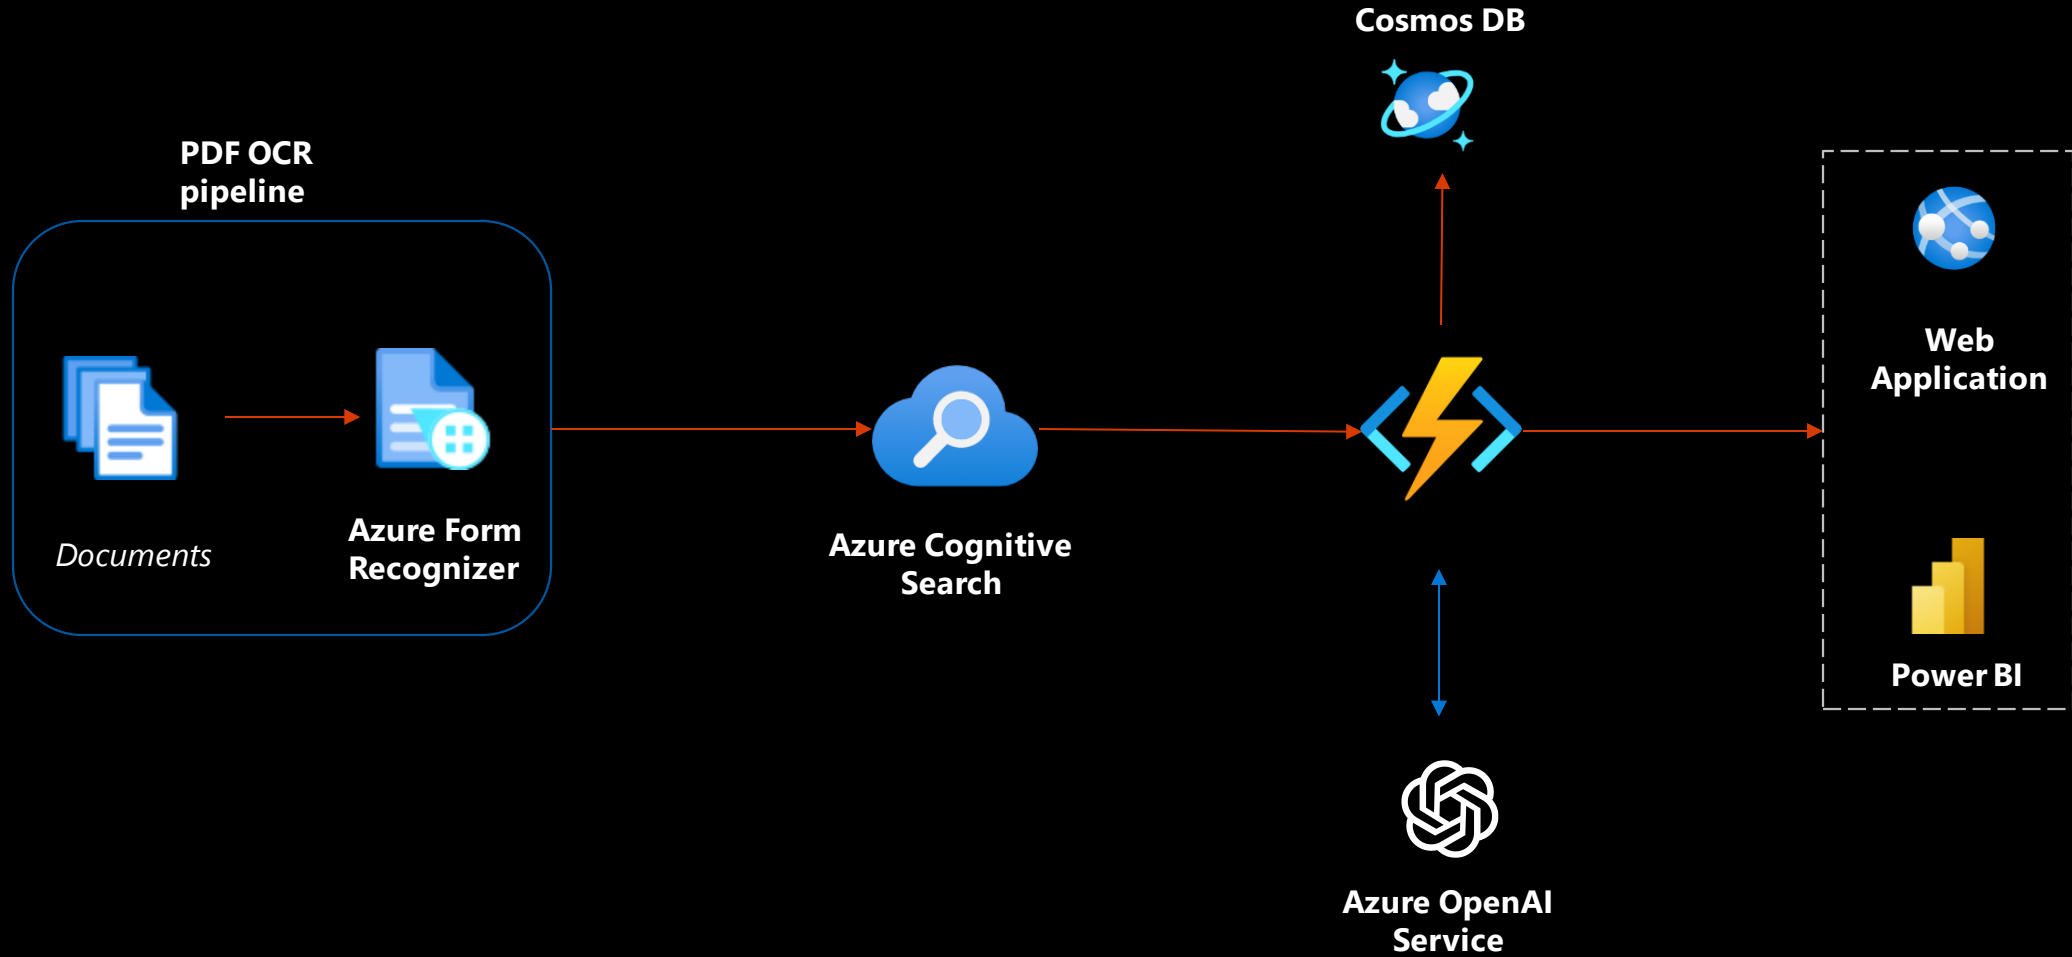 Cosmos DB
PDF OCR
pipeline
Documents
Azure Form
Recognizer
Azure Cognitive
Search
Web
Application
Power BI
Azure OpenAI
Service